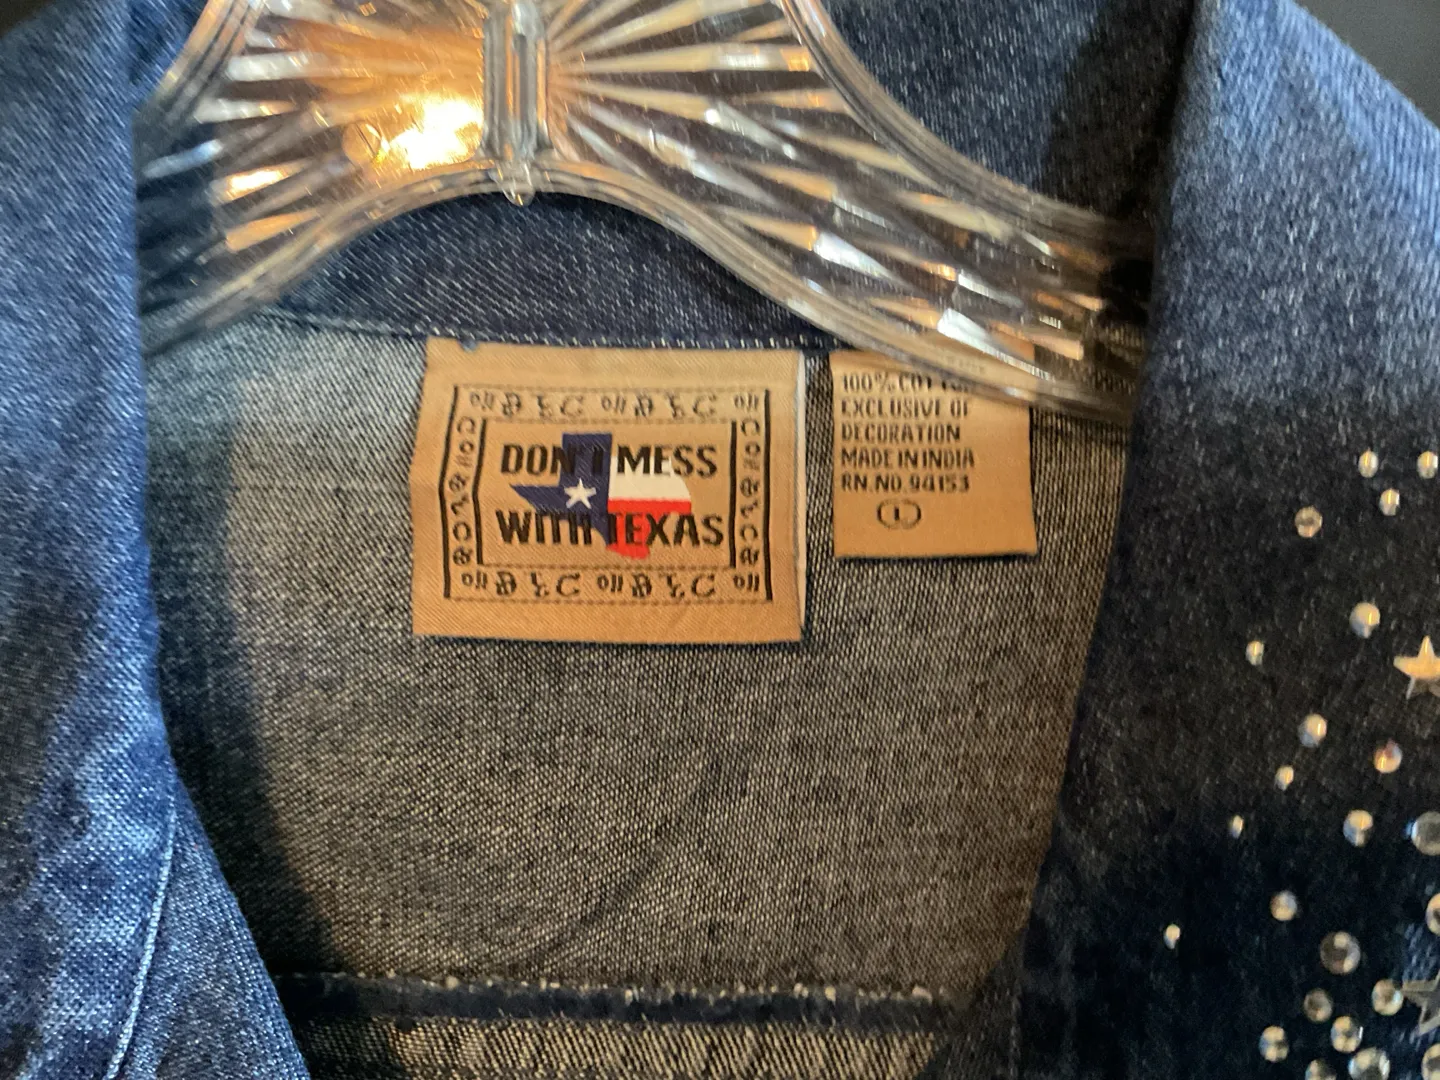 DON'T MESS
WITH TEXAS
100% COTTON
EXCLUSIVE OF
DECORATION
MADE IN INDIA
RN.NO.94153
L